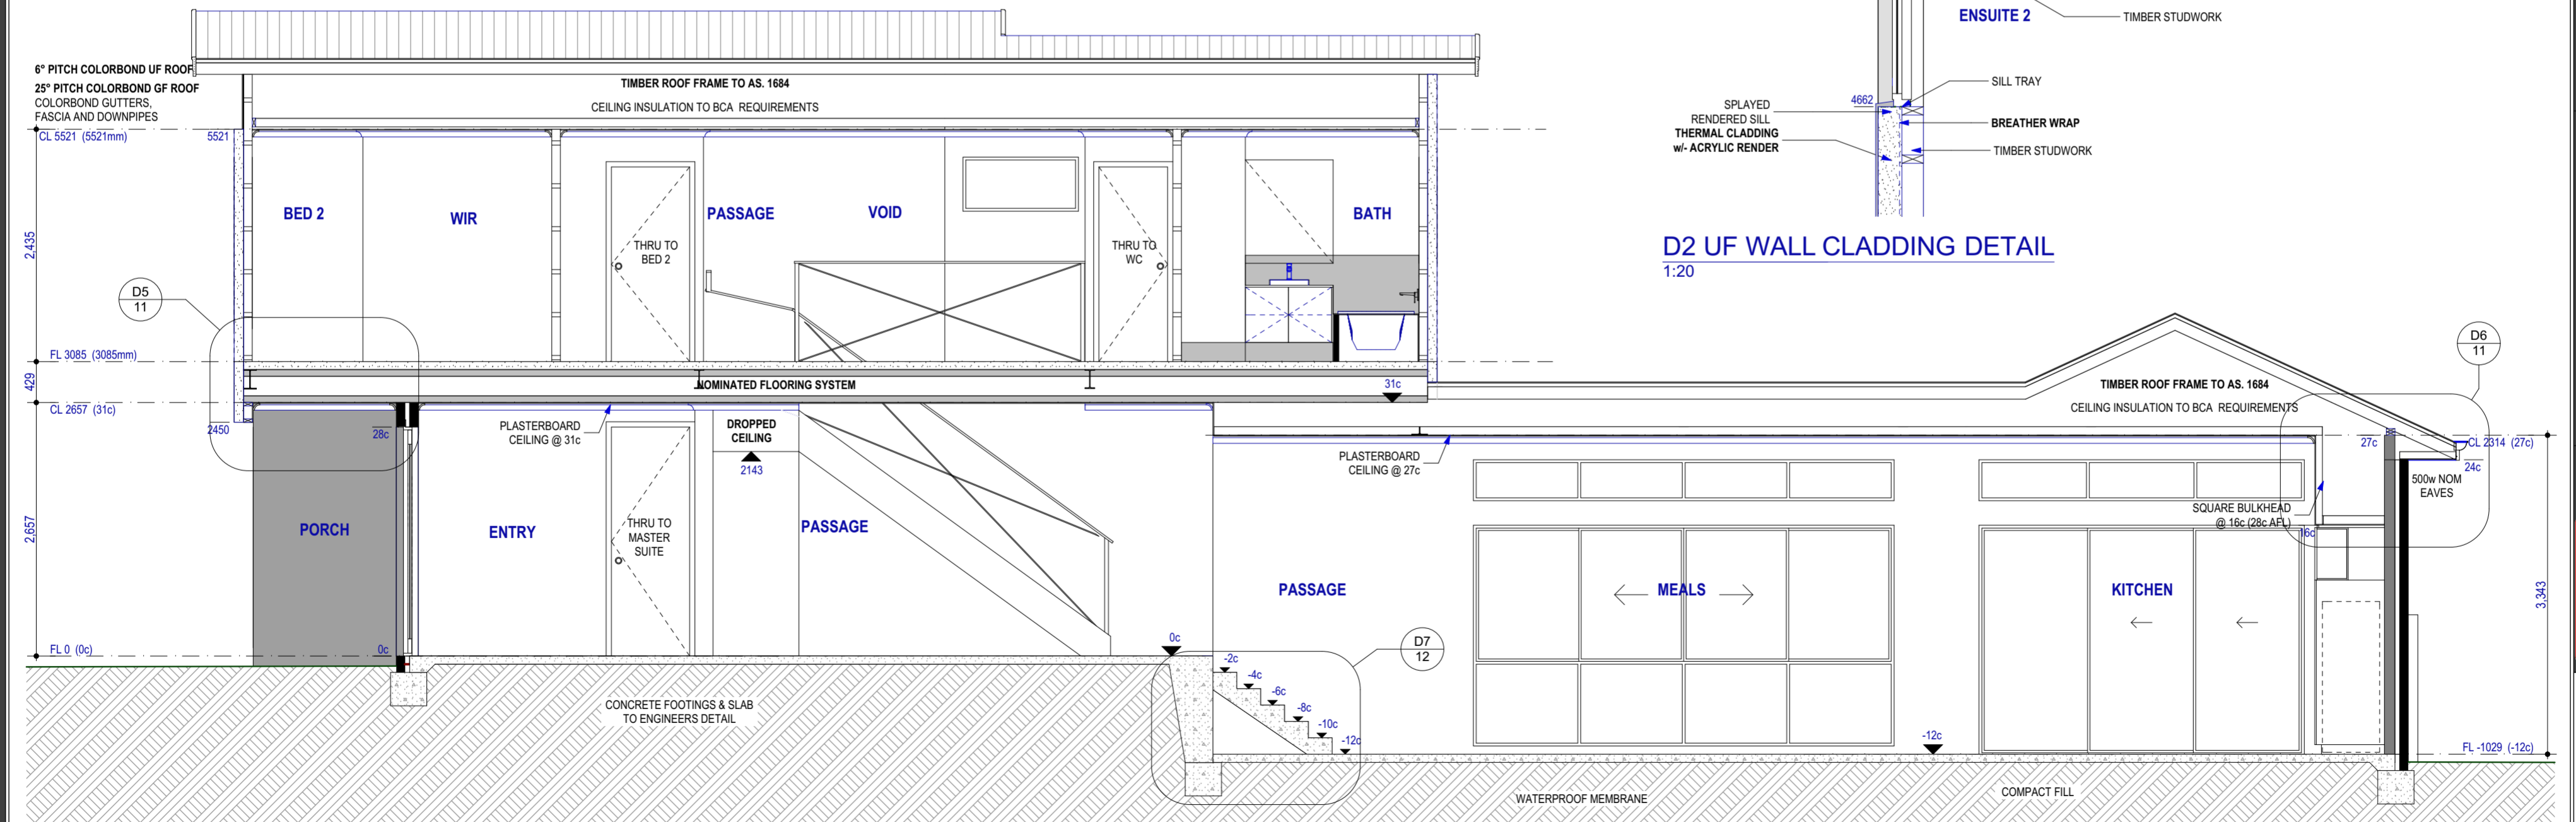 ENSUITE 2
TIMBER STUDWORK
6° PITCH COLORBOND UF ROOF
25° PITCH COLORBOND GF ROOF
COLORBOND GUTTERS,
FASCIA AND DOWNPIPES
TIMBER ROOF FRAME TO AS. 1684
CEILING INSULATION TO BCA REQUIREMENTS
SILL TRAY
4662
SPLAYED
RENDERED SILL
THERMAL CLADDING
w/- ACRYLIC RENDER
BREATHER WRAP
TIMBER STUDWORK
D2 UF WALL CLADDING DETAIL
1:20
CL 5521 (5521mm)
5521
2,435
BED 2
WIR
PASSAGE
VOID
BATH
THRU TO
BED 2
THRU TO
WC
D5
11
FL 3085 (3085mm)
429
NOMINATED FLOORING SYSTEM
31c
CL 2657 (31c)
2450
28c
PLASTERBOARD
CEILING @ 31c
DROPPED
CEILING
2143
TIMBER ROOF FRAME TO AS. 1684
CEILING INSULATION TO BCA REQUIREMENTS
D6
11
27c
CL 2314 (27c)
24c
500w NOM
EAVES
PLASTERBOARD
CEILING @ 27c
SQUARE BULKHEAD
@ 16c (28c AFL)
16c
2,657
PORCH
ENTRY
THRU TO
MASTER
SUITE
PASSAGE
PASSAGE
MEALS
KITCHEN
3,343
FL 0 (0c)
0c
0c
D7
12
-2c
-4c
-6c
-8c
-10c
-12c
-12c
FL -1029 (-12c)
CONCRETE FOOTINGS & SLAB
TO ENGINEERS DETAIL
WATERPROOF MEMBRANE
COMPACT FILL